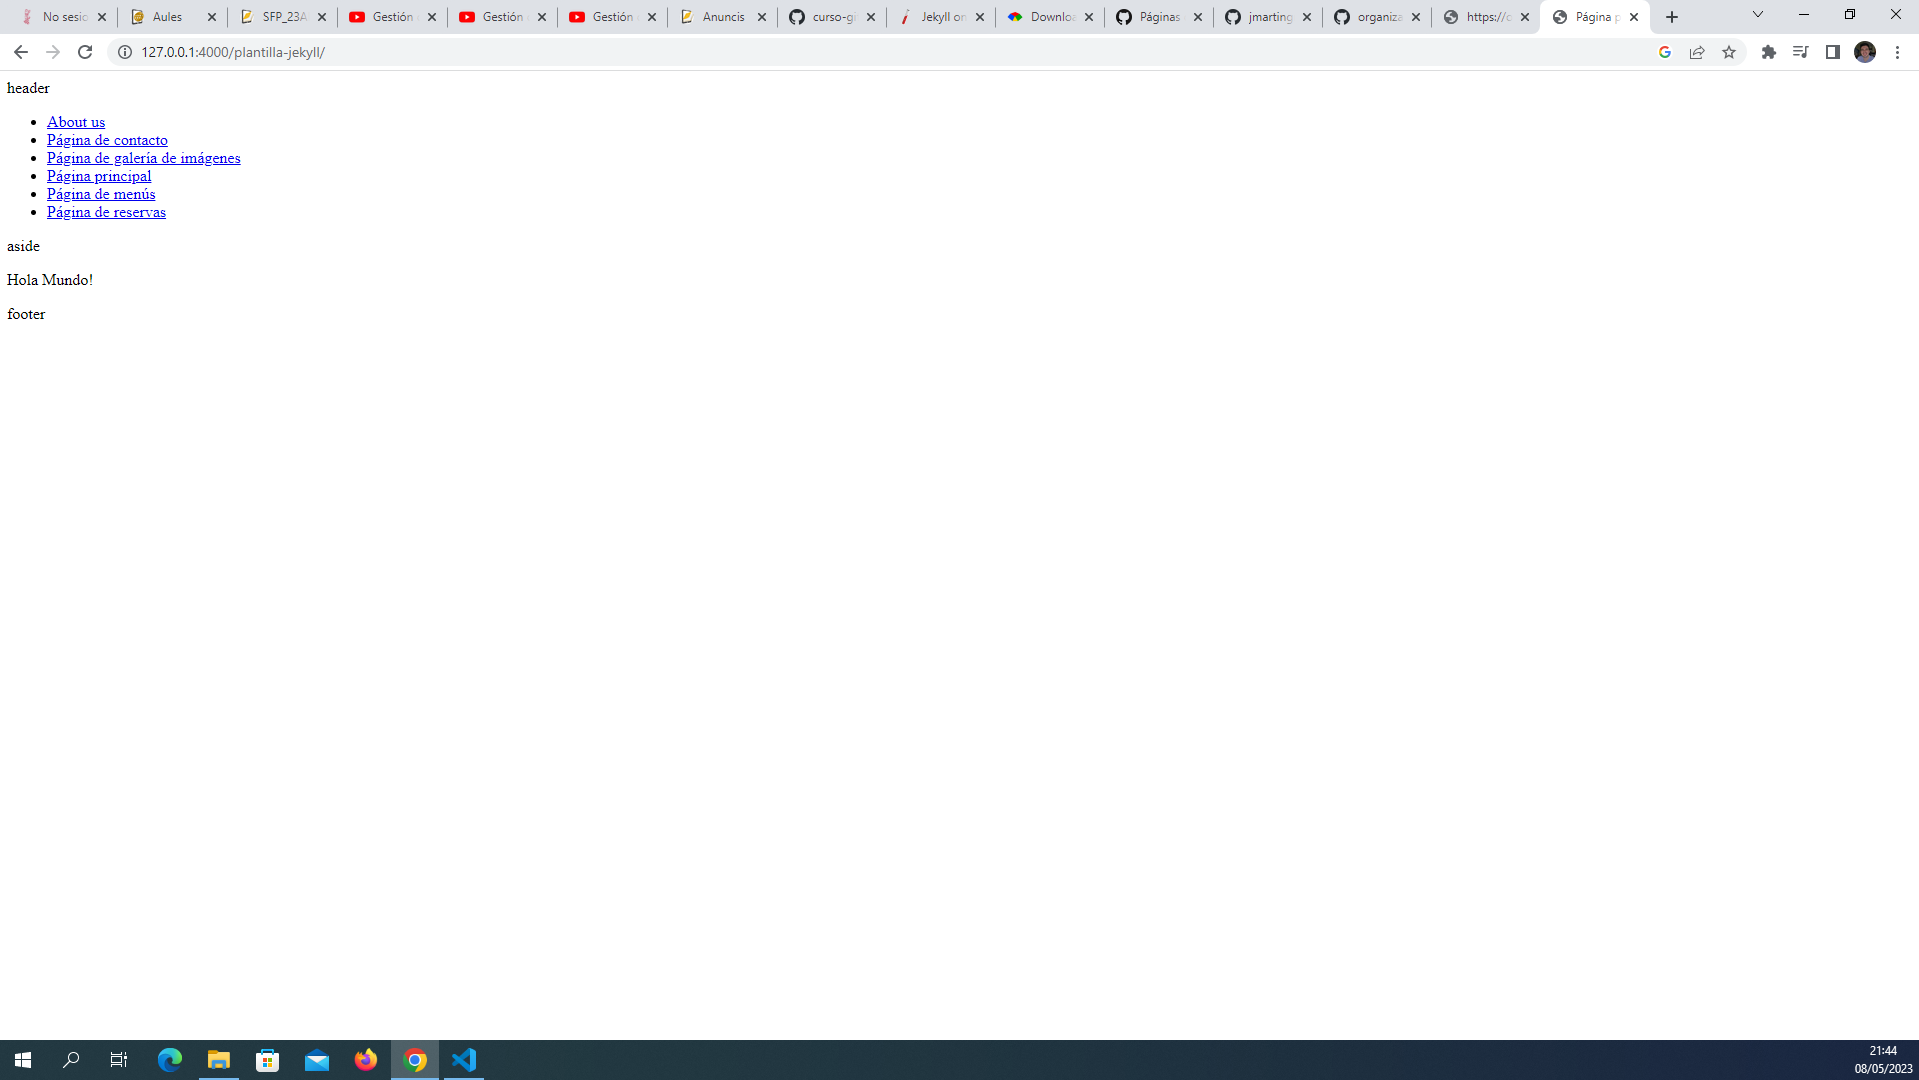 No sesio
Aules
SFP_23A
Gestión
Gestión
Gestión
Anuncis
curso-gi
Jekyll on
Downloa
Páginas
jmarting
organiza
https://
Página p
127.0.0.1:4000/plantilla-jekyll/
header
About us
Página de contacto
Página de galería de imágenes
Página principal
Página de menús
Página de reservas
aside
Hola Mundo!
footer
21:44
08/05/2023